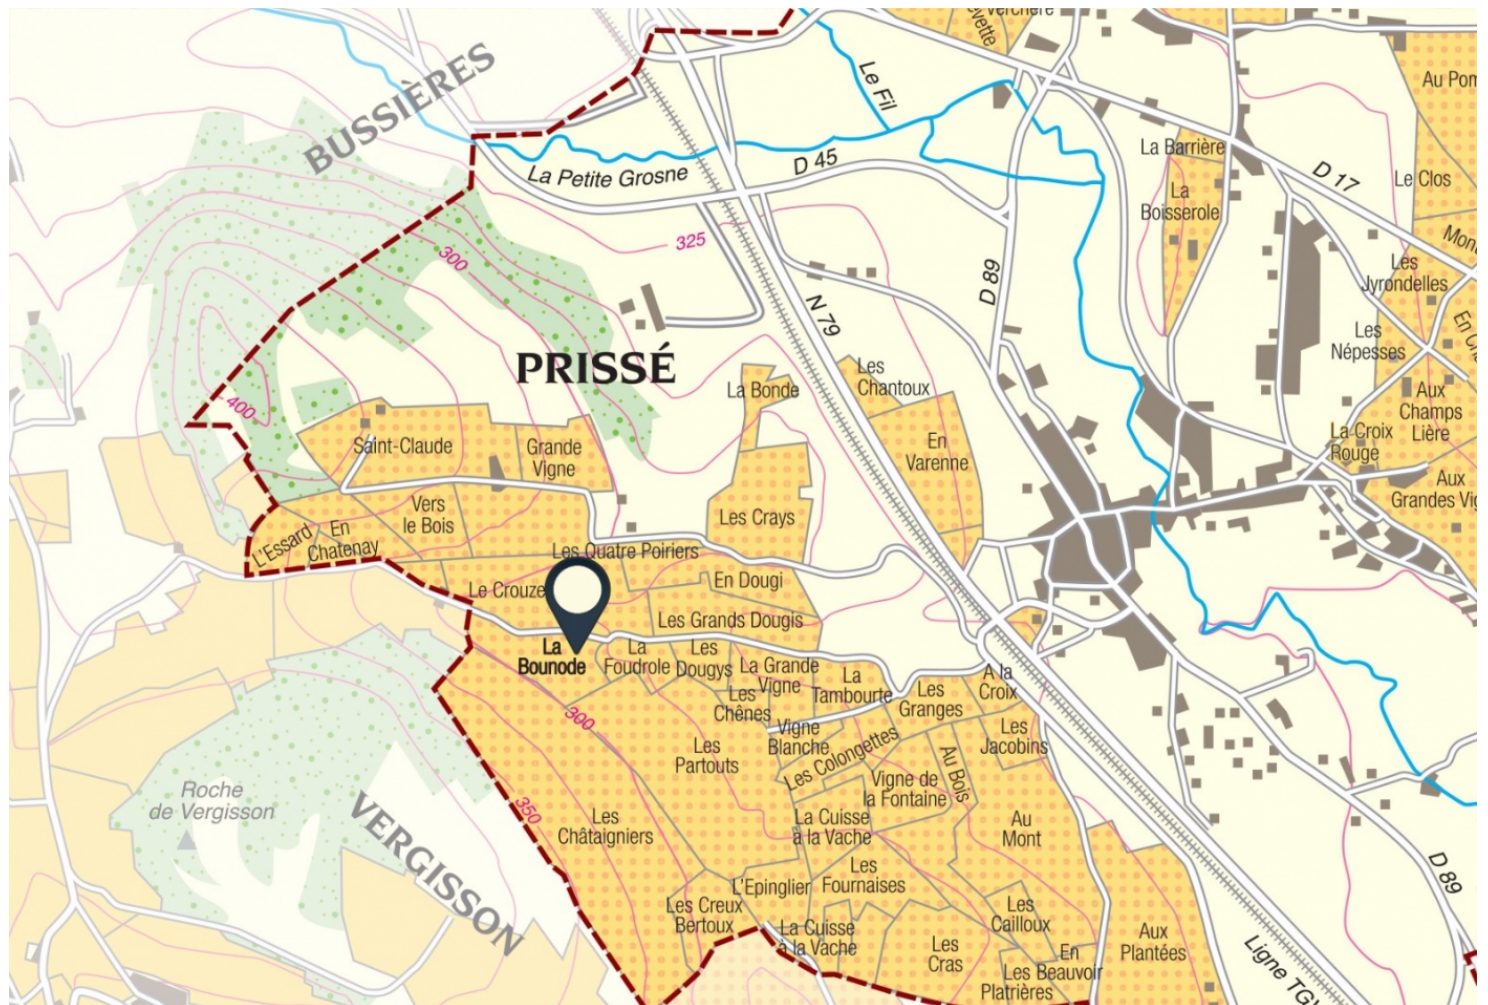 Verchère
evette
Le Fil
BUSSIÈRES
Au Pom
La Barrière
D 45
D 17
La Petite Grosne
Le Clos
La
Boisserole
325
300
Mon
Les
Jyrondelles
D 89
N 79
En Ch
Les
Népesses
PRISSÉ
Les
Chantoux
La Bonde
Aux
Champs
Lière
400
La Croix
Rouge
Saint-Claude
Grande
Vigne
En
Varenne
Aux
Grandes Vig
Vers
le Bois
Les Crays
L'Essard
En
Chatenay
Les Quatre Poiriers
En Dougi
Le Crouze
Les Grands Dougis
La
Bounode
La
Foudrole
Les
Dougys
La Grande
Vigne
La
Tambourte
A la
Croix
Les
Granges
Les
Chênes
300
Vigne
Blanche
Les
Jacobins
Les
Partouts
Les Colongettes
Au Bois
Vigne de
la Fontaine
Roche
de Vergisson
350
VERGISSON
Les
Châtaigniers
La Cuisse
à la Vache
Au
Mont
D 89
L'Epinglier
Les
Fournaises
Les Creux
Bertoux
La Cuisse
à la Vache
Les
Cailloux
Les
Cras
Aux
Plantées
En
Beauvoir
Les
Platrières
Ligne TG